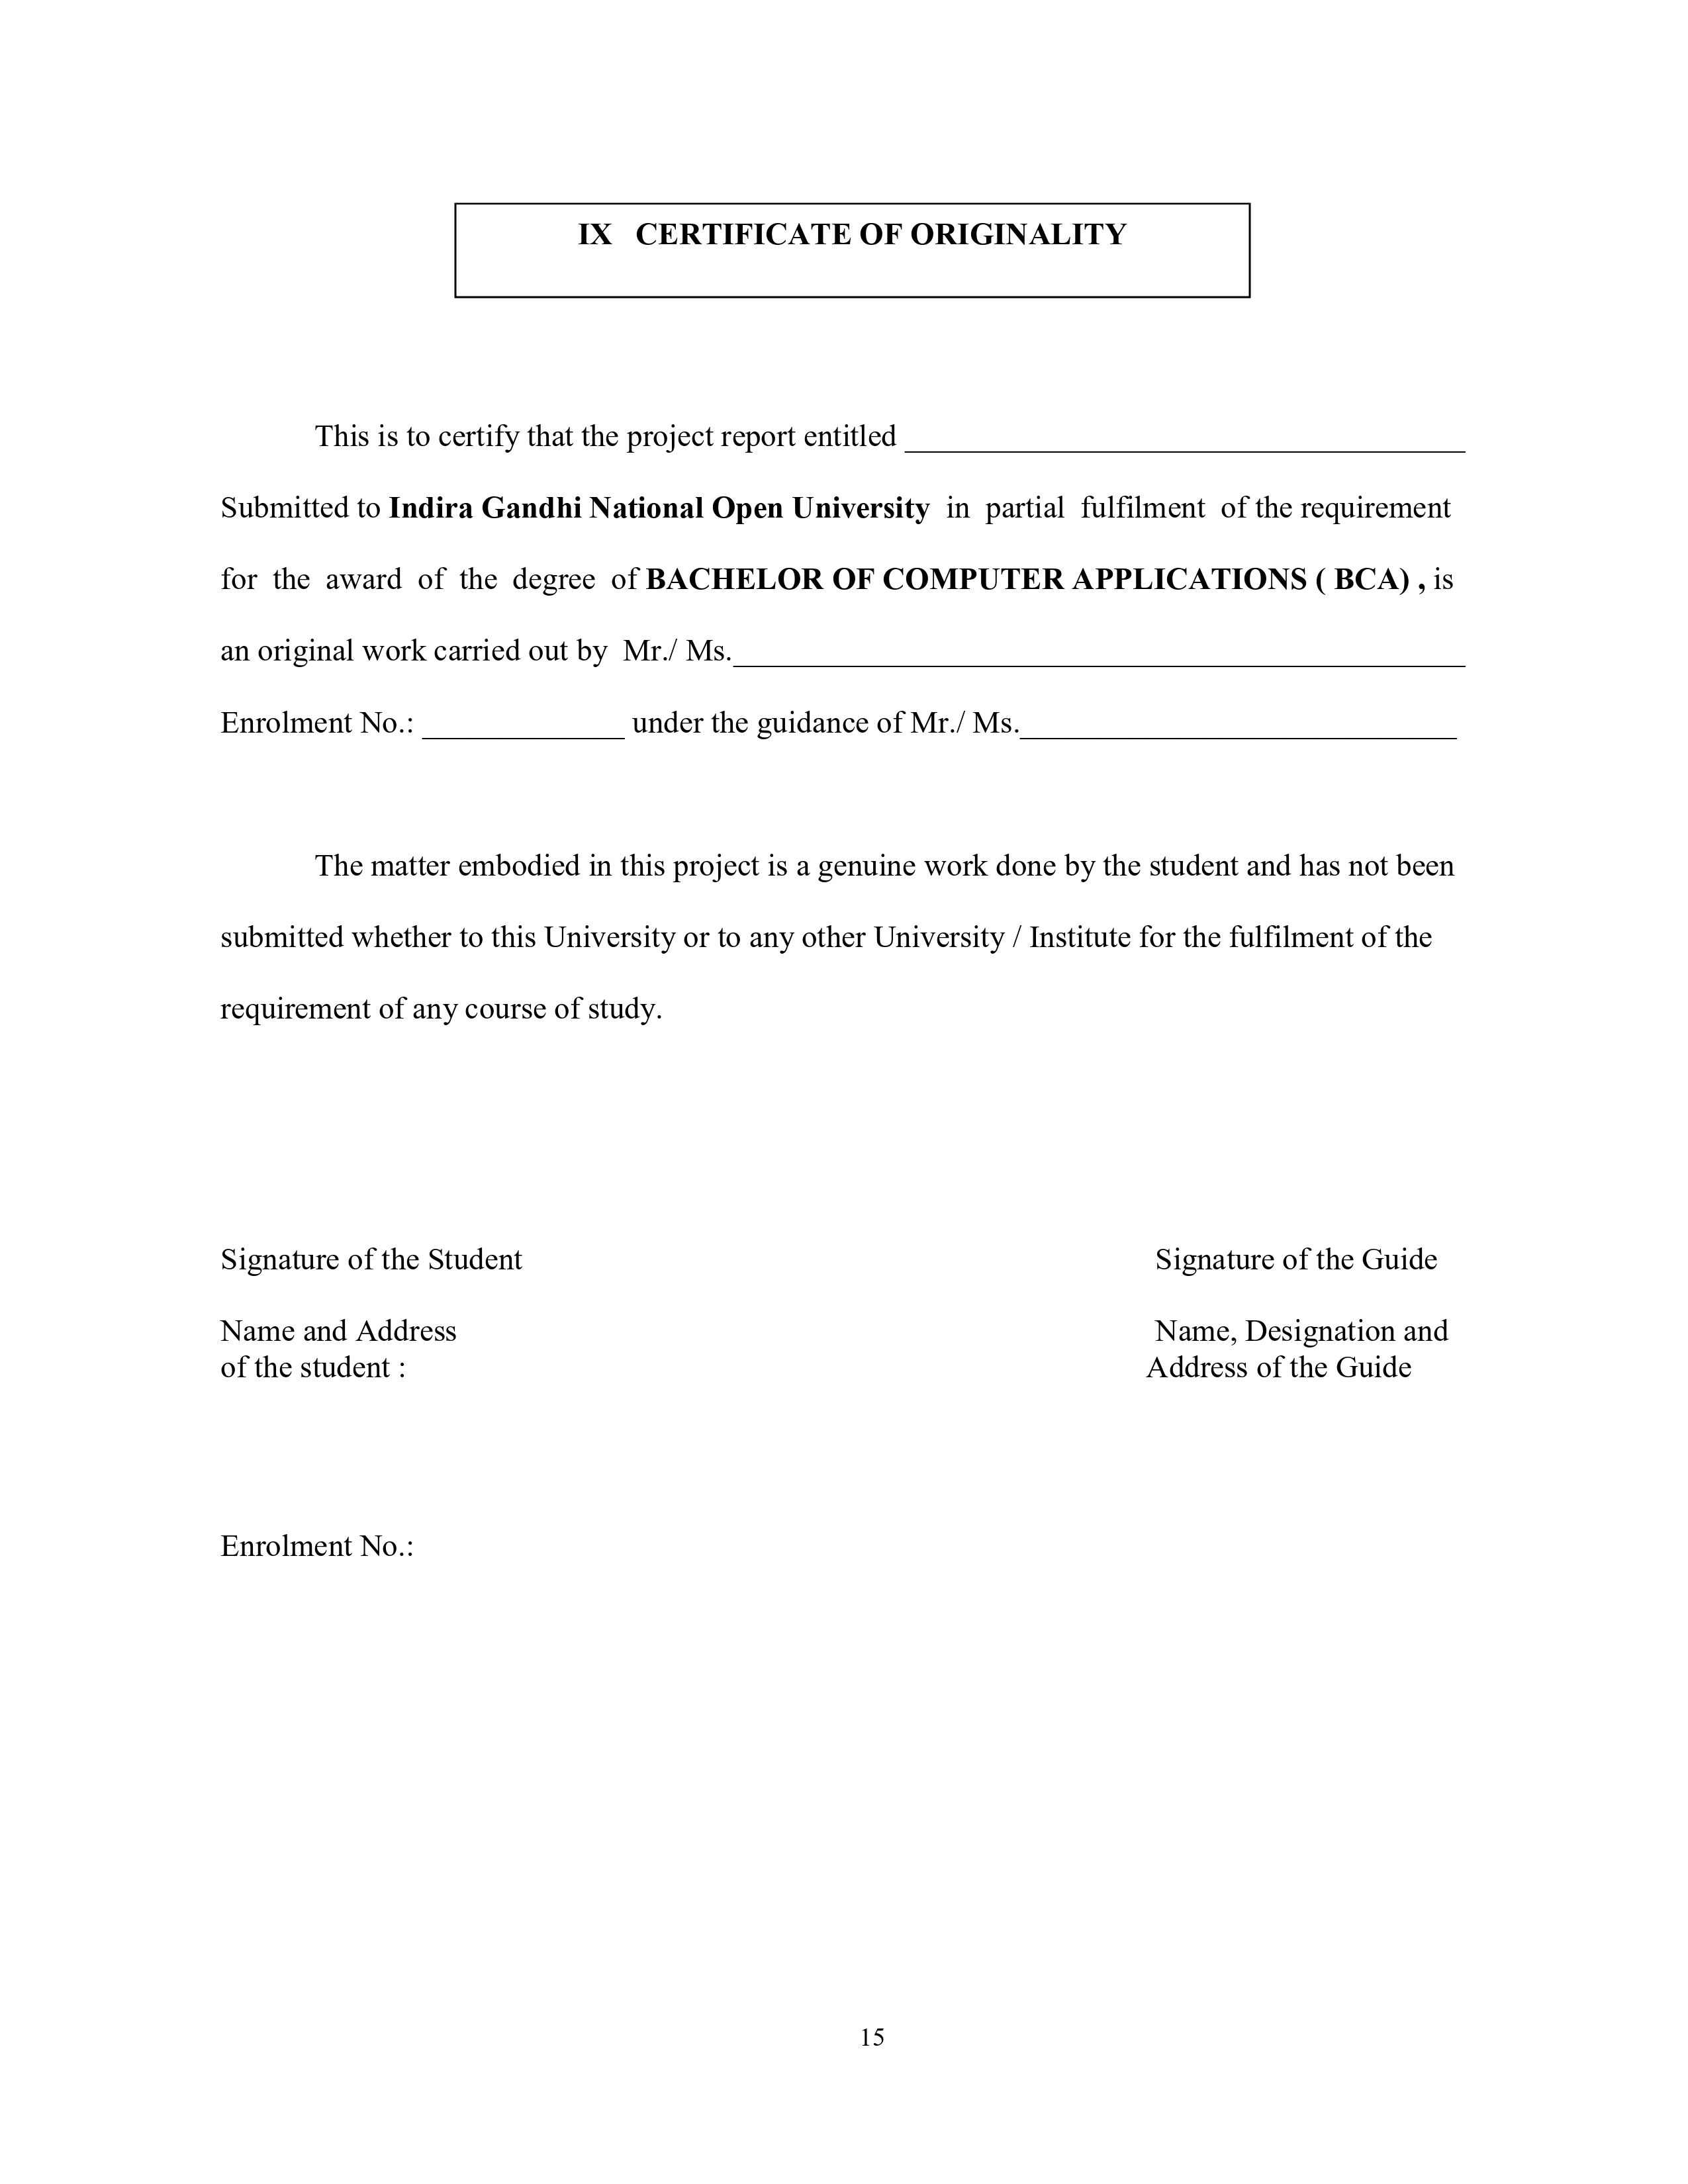 IX CERTIFICATE OF ORIGINALITY
This is to certify that the project report entitled ___________________________________
Submitted to Indira Gandhi National Open University in partial fulfilment of the requirement
for the award of the degree of BACHELOR OF COMPUTER APPLICATIONS ( BCA) , is
an original work carried out by Mr./ Ms._______________________________________________
Enrolment No.: _____________ under the guidance of Mr./ Ms.____________________________
The matter embodied in this project is a genuine work done by the student and has not been
submitted whether to this University or to any other University / Institute for the fulfilment of the
requirement of any course of study.
Signature of the Student Signature of the Guide
Name and Address Name, Designation and
of the student : Address of the Guide
Enrolment No.:
15